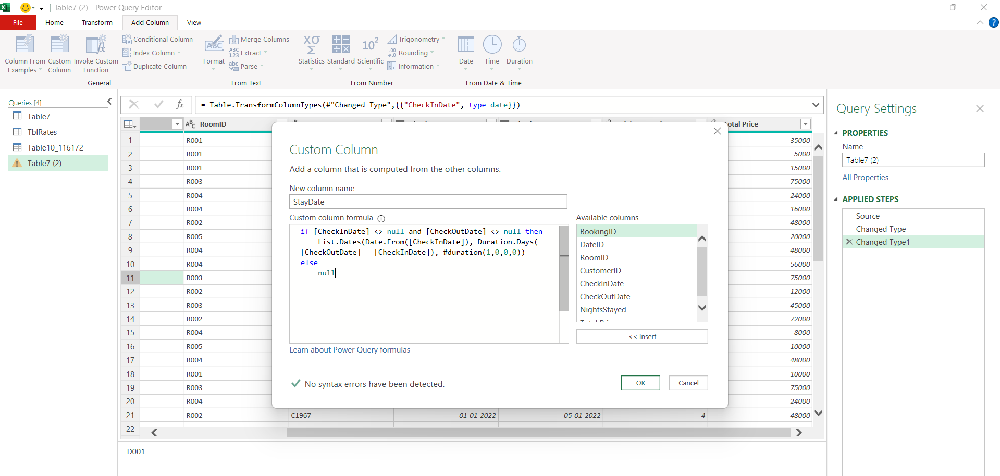 Table7 (2) - Power Query Editor
File
Home
Transform
Add Column
View
Column From
Examples
Custom
Column
Invoke Custom
Function
Conditional Column
Index Column
Duplicate Column
General
Format
Merge Columns
Extract
Parse
From Text
Statistics
Standard
Scientific
Trigonometry
Rounding
Information
From Number
Date
Time
Duration
From Date & Time
Queries [4]
Table7
TblRates
Table10_116172
Table7 (2)
= Table.TransformColumnTypes(#"Changed Type",{{"CheckInDate", type date}})
RoomID
Total Price
1 R001 35000
2 R001 5000
3 R001 15000
4 R003 75000
5 R004 24000
6 R004 16000
7 R002 48000
8 R005 20000
9 R004 48000
10 R004 56000
11 R003 75000
12 R002 12000
13 R003 45000
14 R002 72000
15 R004 8000
16 R005 10000
17 R004 48000
18 R001 10000
19 R003 75000
20 R004 24000
21 R002 C1967 01-01-2022 05-01-2022 4 48000
22
D001
Custom Column
Add a column that is computed from the other columns.
New column name
StayDate
Custom column formula
= if [CheckInDate] <> null and [CheckOutDate] <> null then
List.Dates(Date.From([CheckInDate]), Duration.Days(
[CheckOutDate] - [CheckInDate]), #duration(1,0,0,0))
else
null
Available columns
BookingID
DateID
RoomID
CustomerID
CheckInDate
CheckOutDate
NightsStayed
<< Insert
Learn about Power Query formulas
No syntax errors have been detected.
OK
Cancel
Query Settings
PROPERTIES
Name
Table7 (2)
All Properties
APPLIED STEPS
Source
Changed Type
Changed Type1